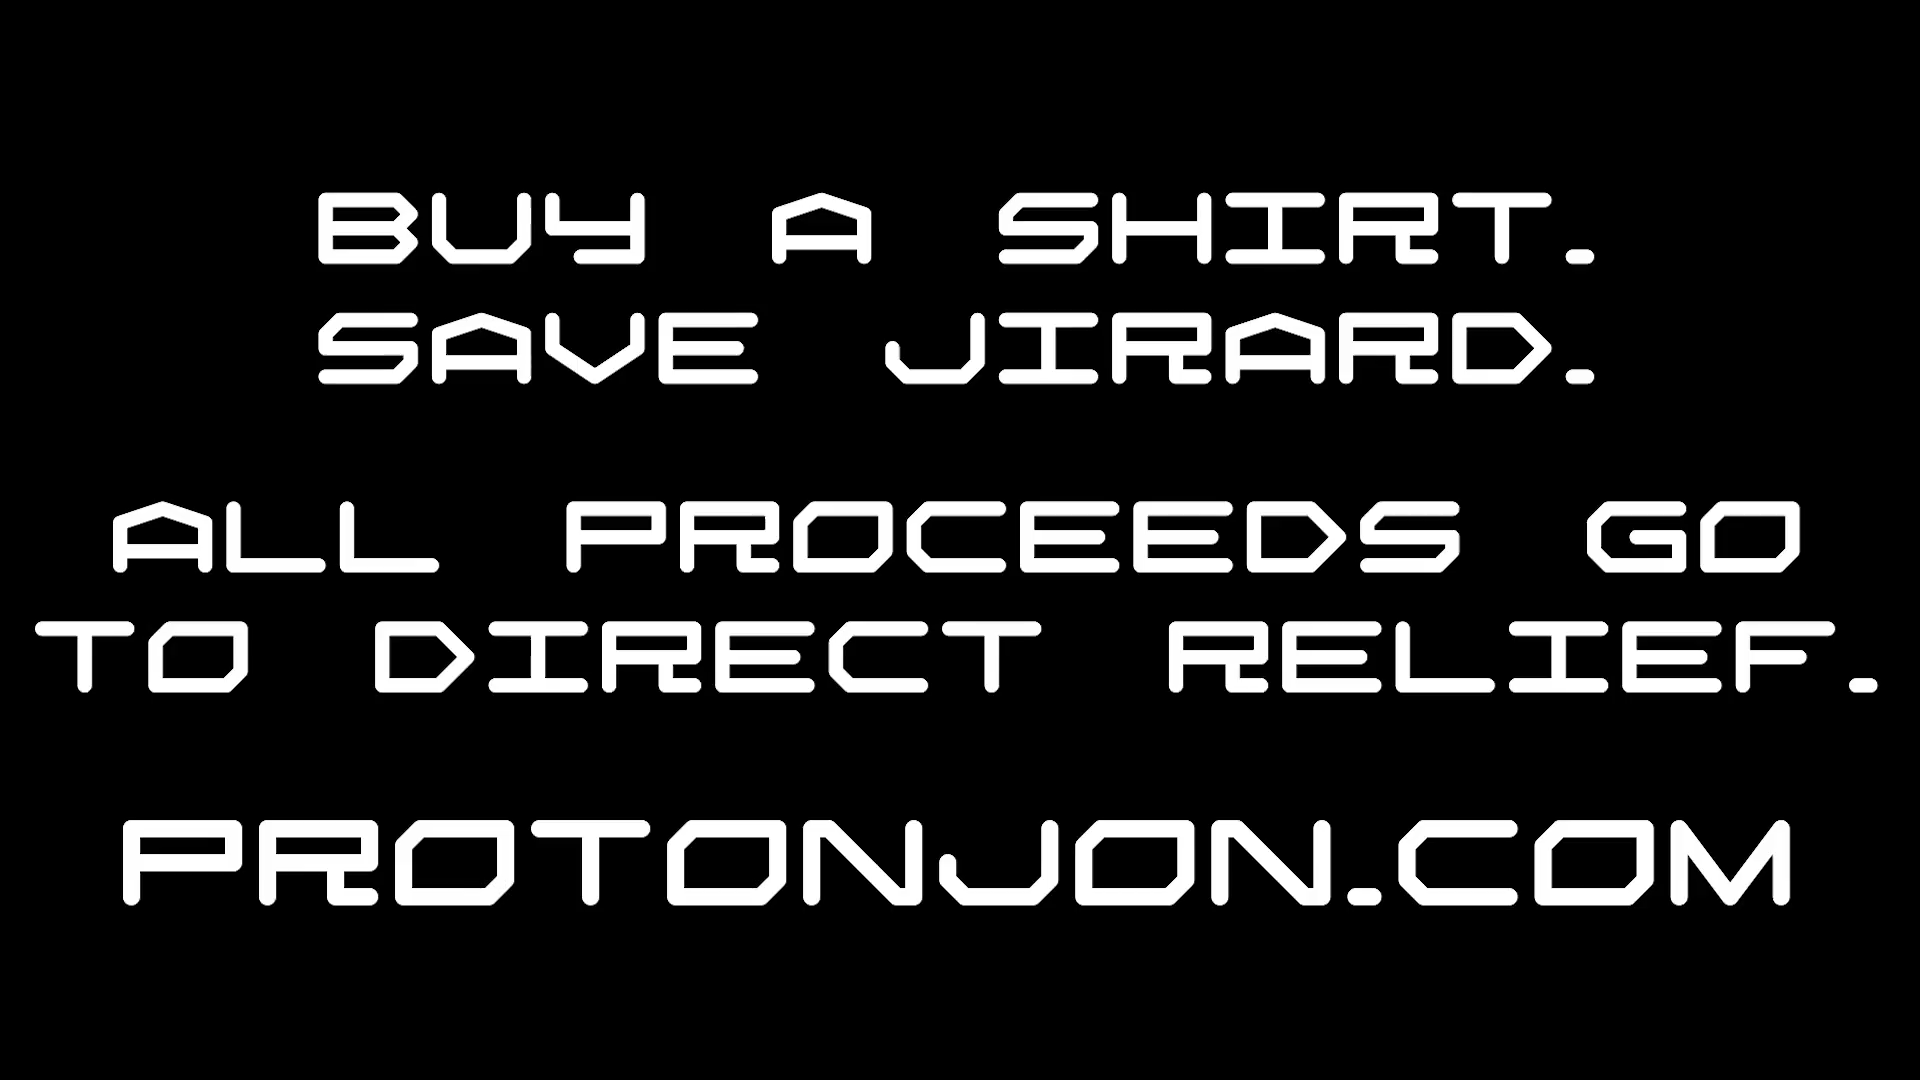 BUY A SHIRT.
SAVE JIRARD.
ALL PROCEEDS GO
TO DIRECT RELIEF.
PROTONJON.COM